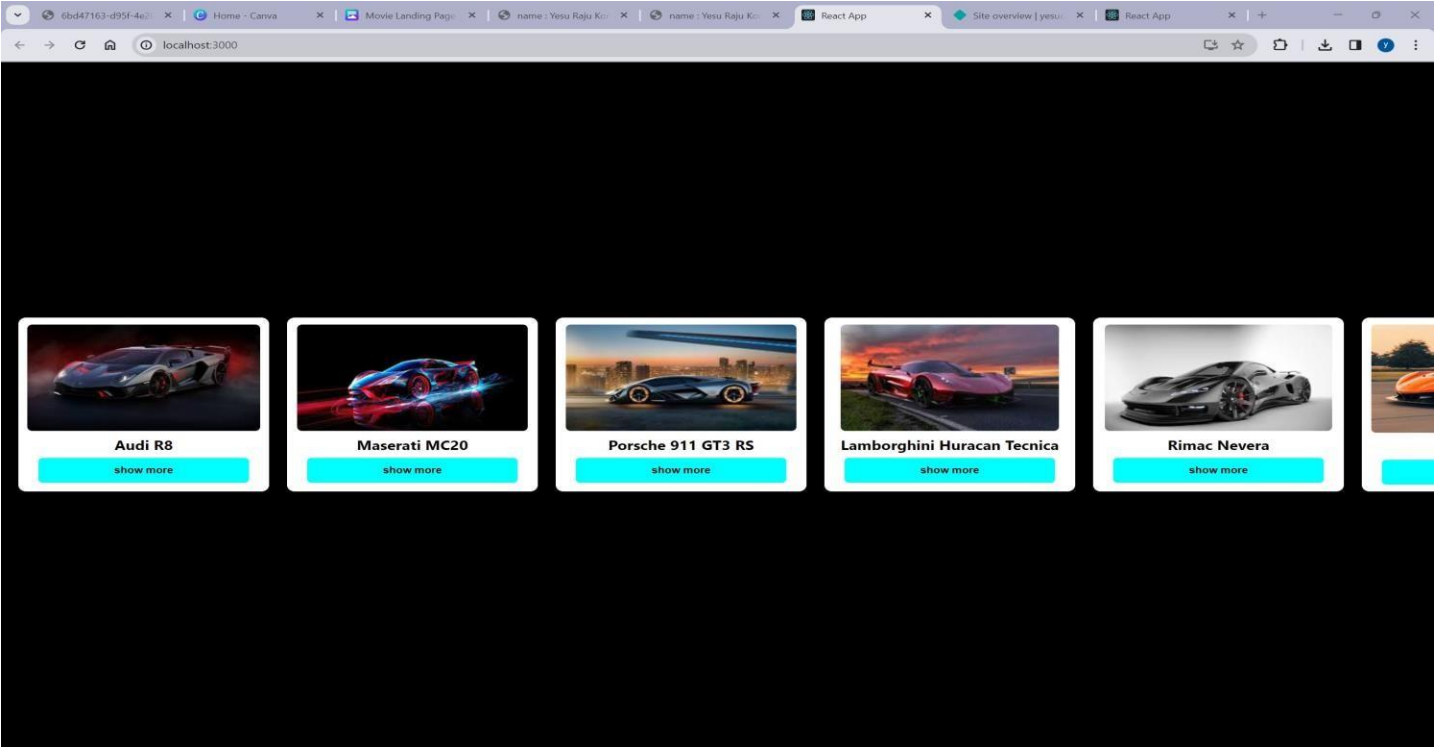 6bd47163-d95f-4e2
Home - Canva
Movie Landing Page
name : Yesu Raju Ko
name : Yesu Raju Ko
React App
Site overview | yesu
React App
localhost:3000
y
Audi R8
Maserati MC20
Porsche 911 GT3 RS
Lamborghini Huracan Tecnica
Rimac Nevera
show more
show more
show more
show more
show more